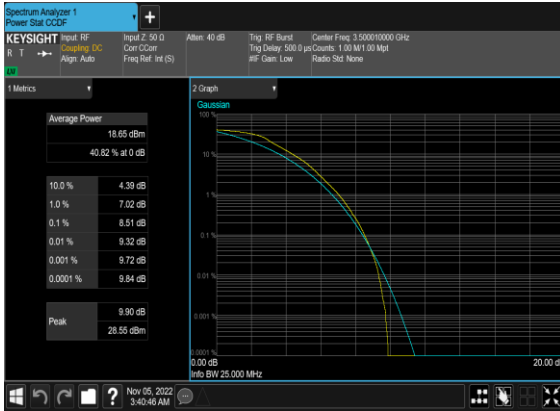 Spectrum Analyzer 1
Power Stat CCDF
+
KEYSIGHT
R T
LXI
Input: RF
Coupling: DC
Align: Auto
Input Z: 50 Ω
Corr CCorr
Freq Ref: Int (S)
Atten: 40 dB
Trig: RF Burst
Trig Delay: 500.0 µs
#IF Gain: Low
Center Freq: 3.500010000 GHz
Counts: 1.00 M/1.00 Mpt
Radio Std: None
1 Metrics
Average Power
18.65 dBm
40.82 % at 0 dB
10.0 % 4.39 dB
1.0 % 7.02 dB
0.1 % 8.51 dB
0.01 % 9.32 dB
0.001 % 9.72 dB
0.0001 % 9.84 dB
Peak
9.90 dB
28.55 dBm
2 Graph
Gaussian
100 %
10 %
1 %
0.1 %
0.01 %
0.001 %
0.0001 %
0.00 dB
20.00 d
Info BW 25.000 MHz
?
Nov 05, 2022
3:40:46 AM